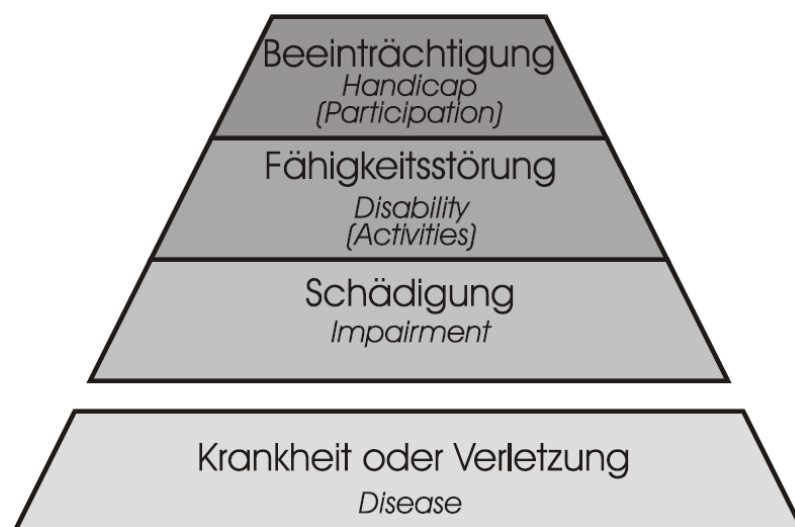 Beeinträchtigung
Handicap
(Participation)
Fähigkeitsstörung
Disability
(Activities)
Schädigung
Impairment
Krankheit oder Verletzung
Disease